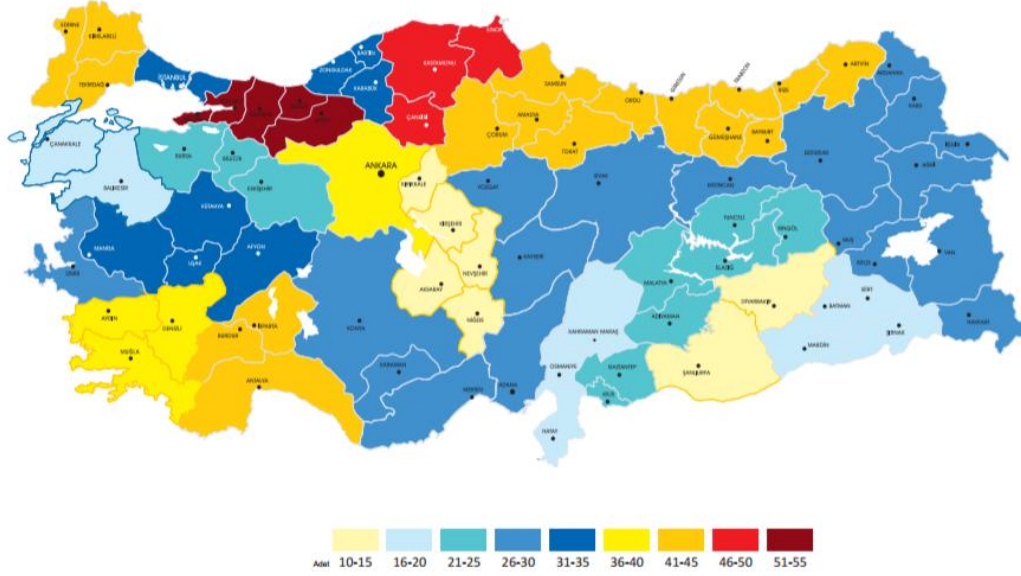 EDİRNE
KIRKLARELİ
TEKİRDAĞ
İSTANBUL
ZONGULDAK
BARTIN
KARABÜK
KASTAMONU
SİNOP
ÇANKIRI
SAMSUN
ORDU
GİRESUN
TRABZON
RİZE
ARTVİN
ARDAHAN
KARS
ÇORUM
AMASYA
TOKAT
GÜMÜŞHANE
BAYBURT
ERZURUM
IĞDIR
AĞRI
ÇANAKKALE
BALIKESİR
BURSA
BİLECİK
ESKİŞEHİR
ANKARA
KIRIKKALE
YOZGAT
SİVAS
ERZİNCAN
KÜTAHYA
KIRŞEHİR
TUNCELİ
BİNGÖL
MUŞ
VAN
MANİSA
UŞAK
AFYON
İZMİR
NEVŞEHİR
KAYSERİ
AKSARAY
MALATYA
ELAZIĞ
BİTLİS
SİİRT
AYDIN
DENİZLİ
BURDUR
ISPARTA
KONYA
NİĞDE
KAHRAMAN MARAŞ
ADIYAMAN
DİYARBAKIR
BATMAN
HAKKARİ
MUĞLA
ANTALYA
KARAMAN
MERSİN
ADANA
OSMANİYE
GAZİANTEP
ŞANLIURFA
MARDİN
ŞIRNAK
KİLİS
HATAY
Adet 10-15 16-20 21-25 26-30 31-35 36-40 41-45 46-50 51-55